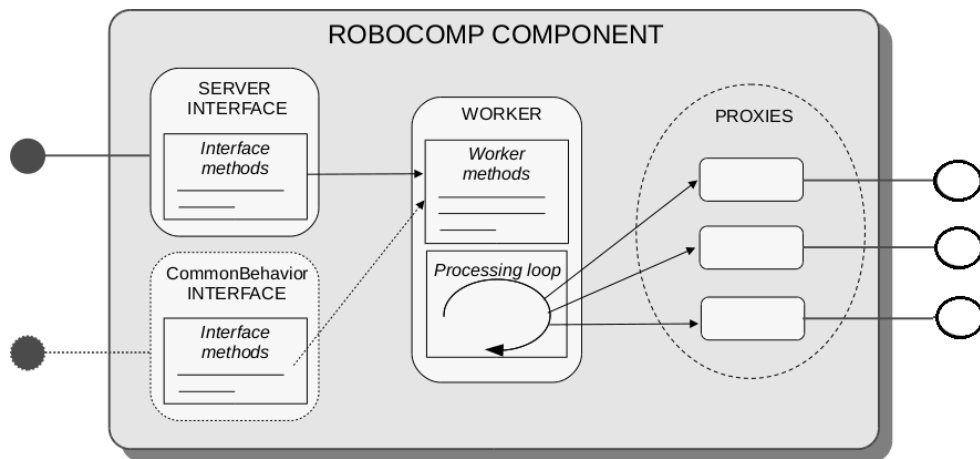 ROBOCOMP COMPONENT
SERVER
INTERFACE
Interface
methods
CommonBehavior
INTERFACE
Interface
methods
WORKER
Worker
methods
Processing loop
PROXIES